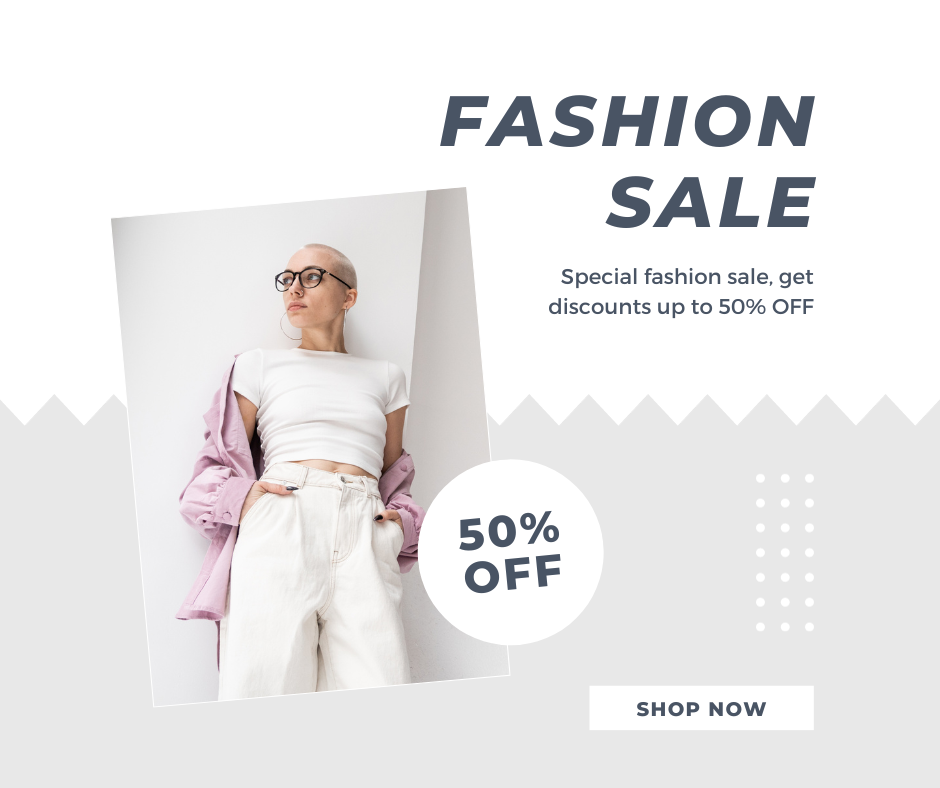 FASHION
SALE
Special fashion sale, get
discounts up to 50% OFF
50%
OFF
SHOP NOW